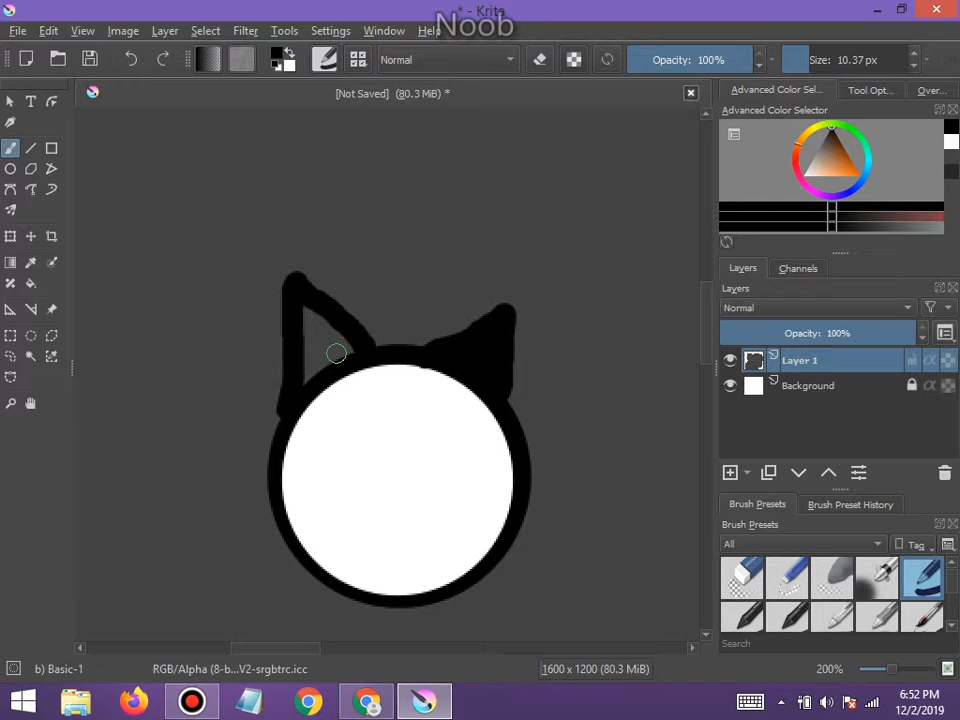 * - Krita
Noob
File Edit View Image Layer Select Filter Tools Settings Window Help
Normal
Opacity: 100%
Size: 10.37 px
[Not Saved] (80.3 MiB) *
Advanced Color Sel...
Tool Opt...
Over...
Advanced Color Selector
Layers
Channels
Layers
Normal
Opacity: 100%
Layer 1
Background
Brush Presets
Brush Preset History
Brush Presets
All
Tag
Search
b) Basic-1
RGB/Alpha (8-b...V2-srgbtrc.icc
1600 x 1200 (80.3 MiB)
200%
6:52 PM
12/2/2019